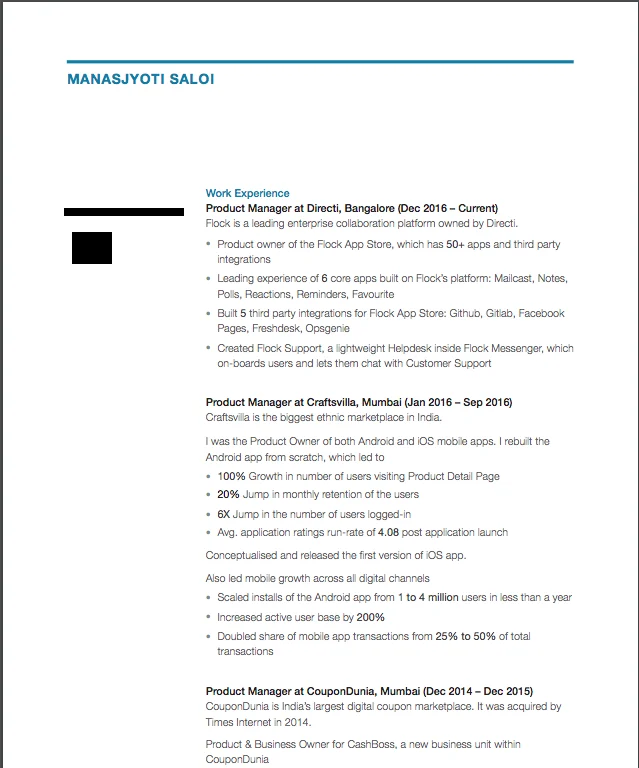 MANASJYOTI SALOI
Work Experience
Product Manager at Directi, Bangalore (Dec 2016 – Current)
Flock is a leading enterprise collaboration platform owned by Directi.
• Product owner of the Flock App Store, which has 50+ apps and third party
integrations
• Leading experience of 6 core apps built on Flock's platform: Mailcast, Notes,
Polls, Reactions, Reminders, Favourite
• Built 5 third party integrations for Flock App Store: Github, Gitlab, Facebook
Pages, Freshdesk, Opsgenie
• Created Flock Support, a lightweight Helpdesk inside Flock Messenger, which
on-boards users and lets them chat with Customer Support
Product Manager at Craftsvilla, Mumbai (Jan 2016 – Sep 2016)
Craftsvilla is the biggest ethnic marketplace in India.
I was the Product Owner of both Android and iOS mobile apps. I rebuilt the
Android app from scratch, which led to
• 100% Growth in number of users visiting Product Detail Page
• 20% Jump in monthly retention of the users
• 6X Jump in the number of users logged-in
• Avg. application ratings run-rate of 4.08 post application launch
Conceptualised and released the first version of iOS app.
Also led mobile growth across all digital channels
• Scaled installs of the Android app from 1 to 4 million users in less than a year
• Increased active user base by 200%
• Doubled share of mobile app transactions from 25% to 50% of total
transactions
Product Manager at CouponDunia, Mumbai (Dec 2014 – Dec 2015)
CouponDunia is India's largest digital coupon marketplace. It was acquired by
Times Internet in 2014.
Product & Business Owner for CashBoss, a new business unit within
CouponDunia